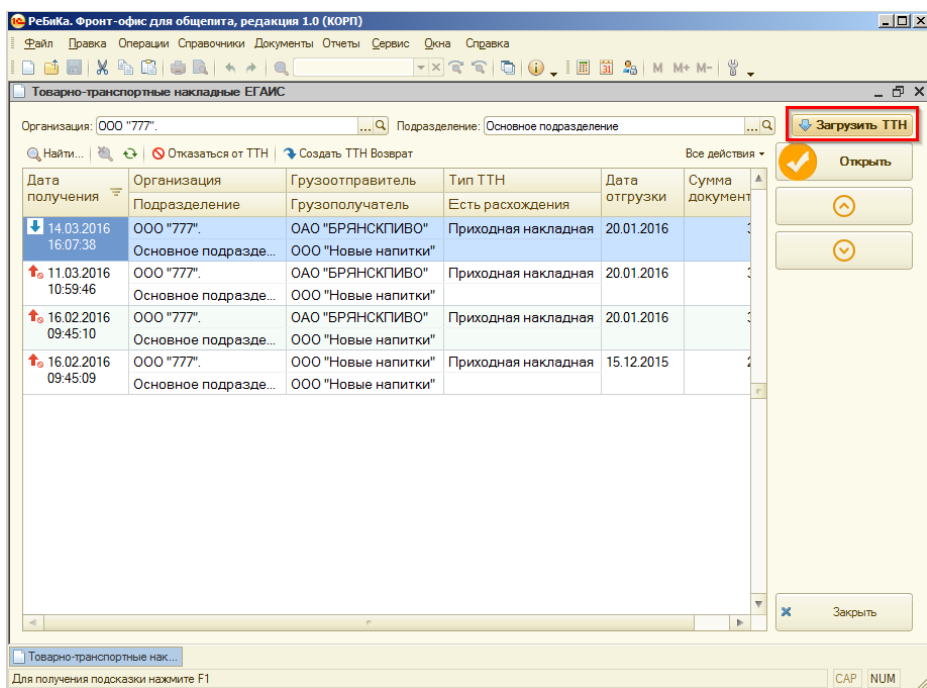 РеБиКа. Фронт-офис для общепита, редакция 1.0 (КОРП)
Файл Правка Операции Справочники Документы Отчеты Сервис Окна Справка
M M+ M-
Товарно-транспортные накладные ЕГАИС
Организация: ООО "777". ... Подразделение: Основное подразделение ... Загрузить ТТН
Найти... Отказаться от ТТН Создать ТТН Возврат Все действия
Открыть
Дата получения Организация Грузоотправитель Тип ТТН Дата отгрузки Сумма документ
Подразделение Грузополучатель Есть расхождения
14.03.2016 ООО "777". ОАО "БРЯНСКПИВО" Приходная накладная 20.01.2016
16:07:38 Основное подразде... ООО "Новые напитки"
11.03.2016 ООО "777". ОАО "БРЯНСКПИВО" Приходная накладная 20.01.2016
10:59:46 Основное подразде... ООО "Новые напитки"
16.02.2016 ООО "777". ОАО "БРЯНСКПИВО" Приходная накладная 20.01.2016
09:45:10 Основное подразде... ООО "Новые напитки"
16.02.2016 ООО "777". ООО "Новые напитки" Приходная накладная 15.12.2015
09:45:09 Основное подразде... ООО "Новые напитки"
Закрыть
Товарно-транспортные нак...
Для получения подсказки нажмите F1
CAP NUM